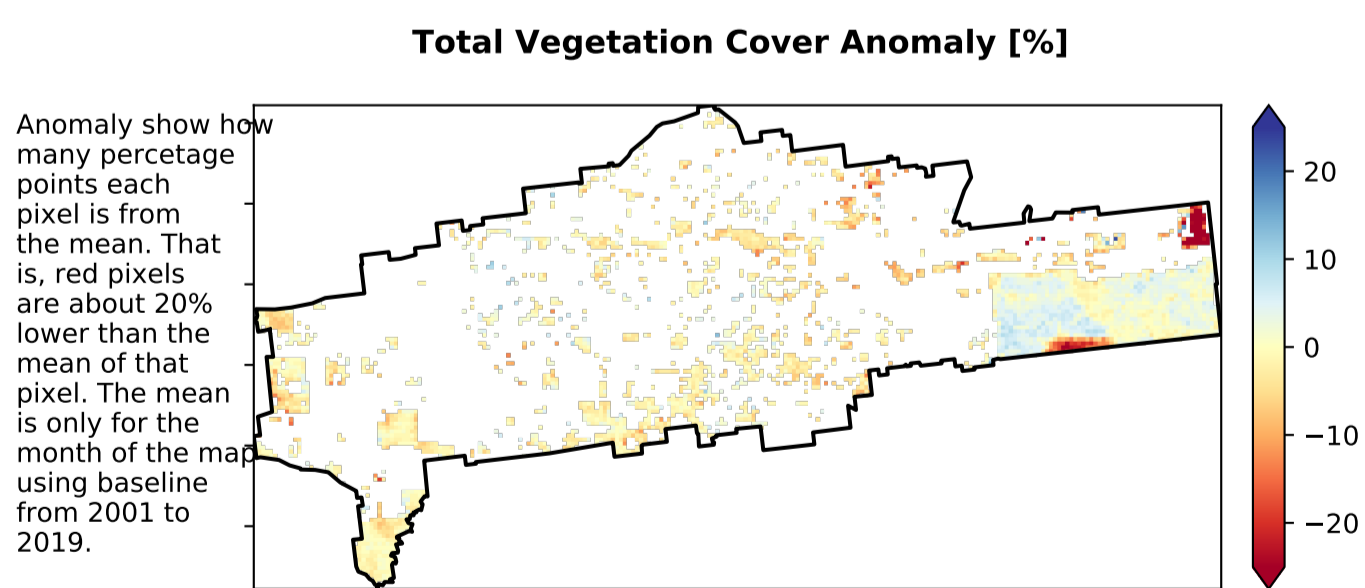 Total Vegetation Cover Anomaly [%]
Anomaly show how
many percetage
points each
pixel is from
the mean. That
is, red pixels
are about 20%
lower than the
mean of that
pixel. The mean
is only for the
month of the map
using baseline
from 2001 to
2019.
20
10
0
−10
−20